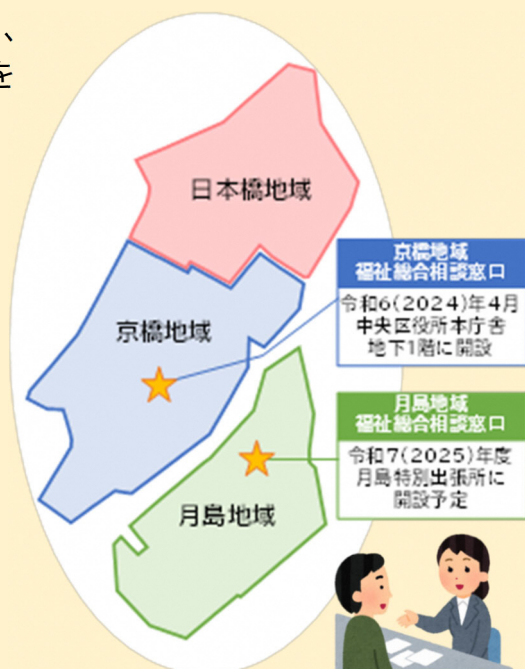 、
を
日本橋地域
京橋地域
福祉総合相談窓口
令和6(2024)年4月
中央区役所本庁舎
地下1階に開設
京橋地域
月島地域
福祉総合相談窓口
令和7(2025)年度
月島特別出張所に
開設予定
月島地域